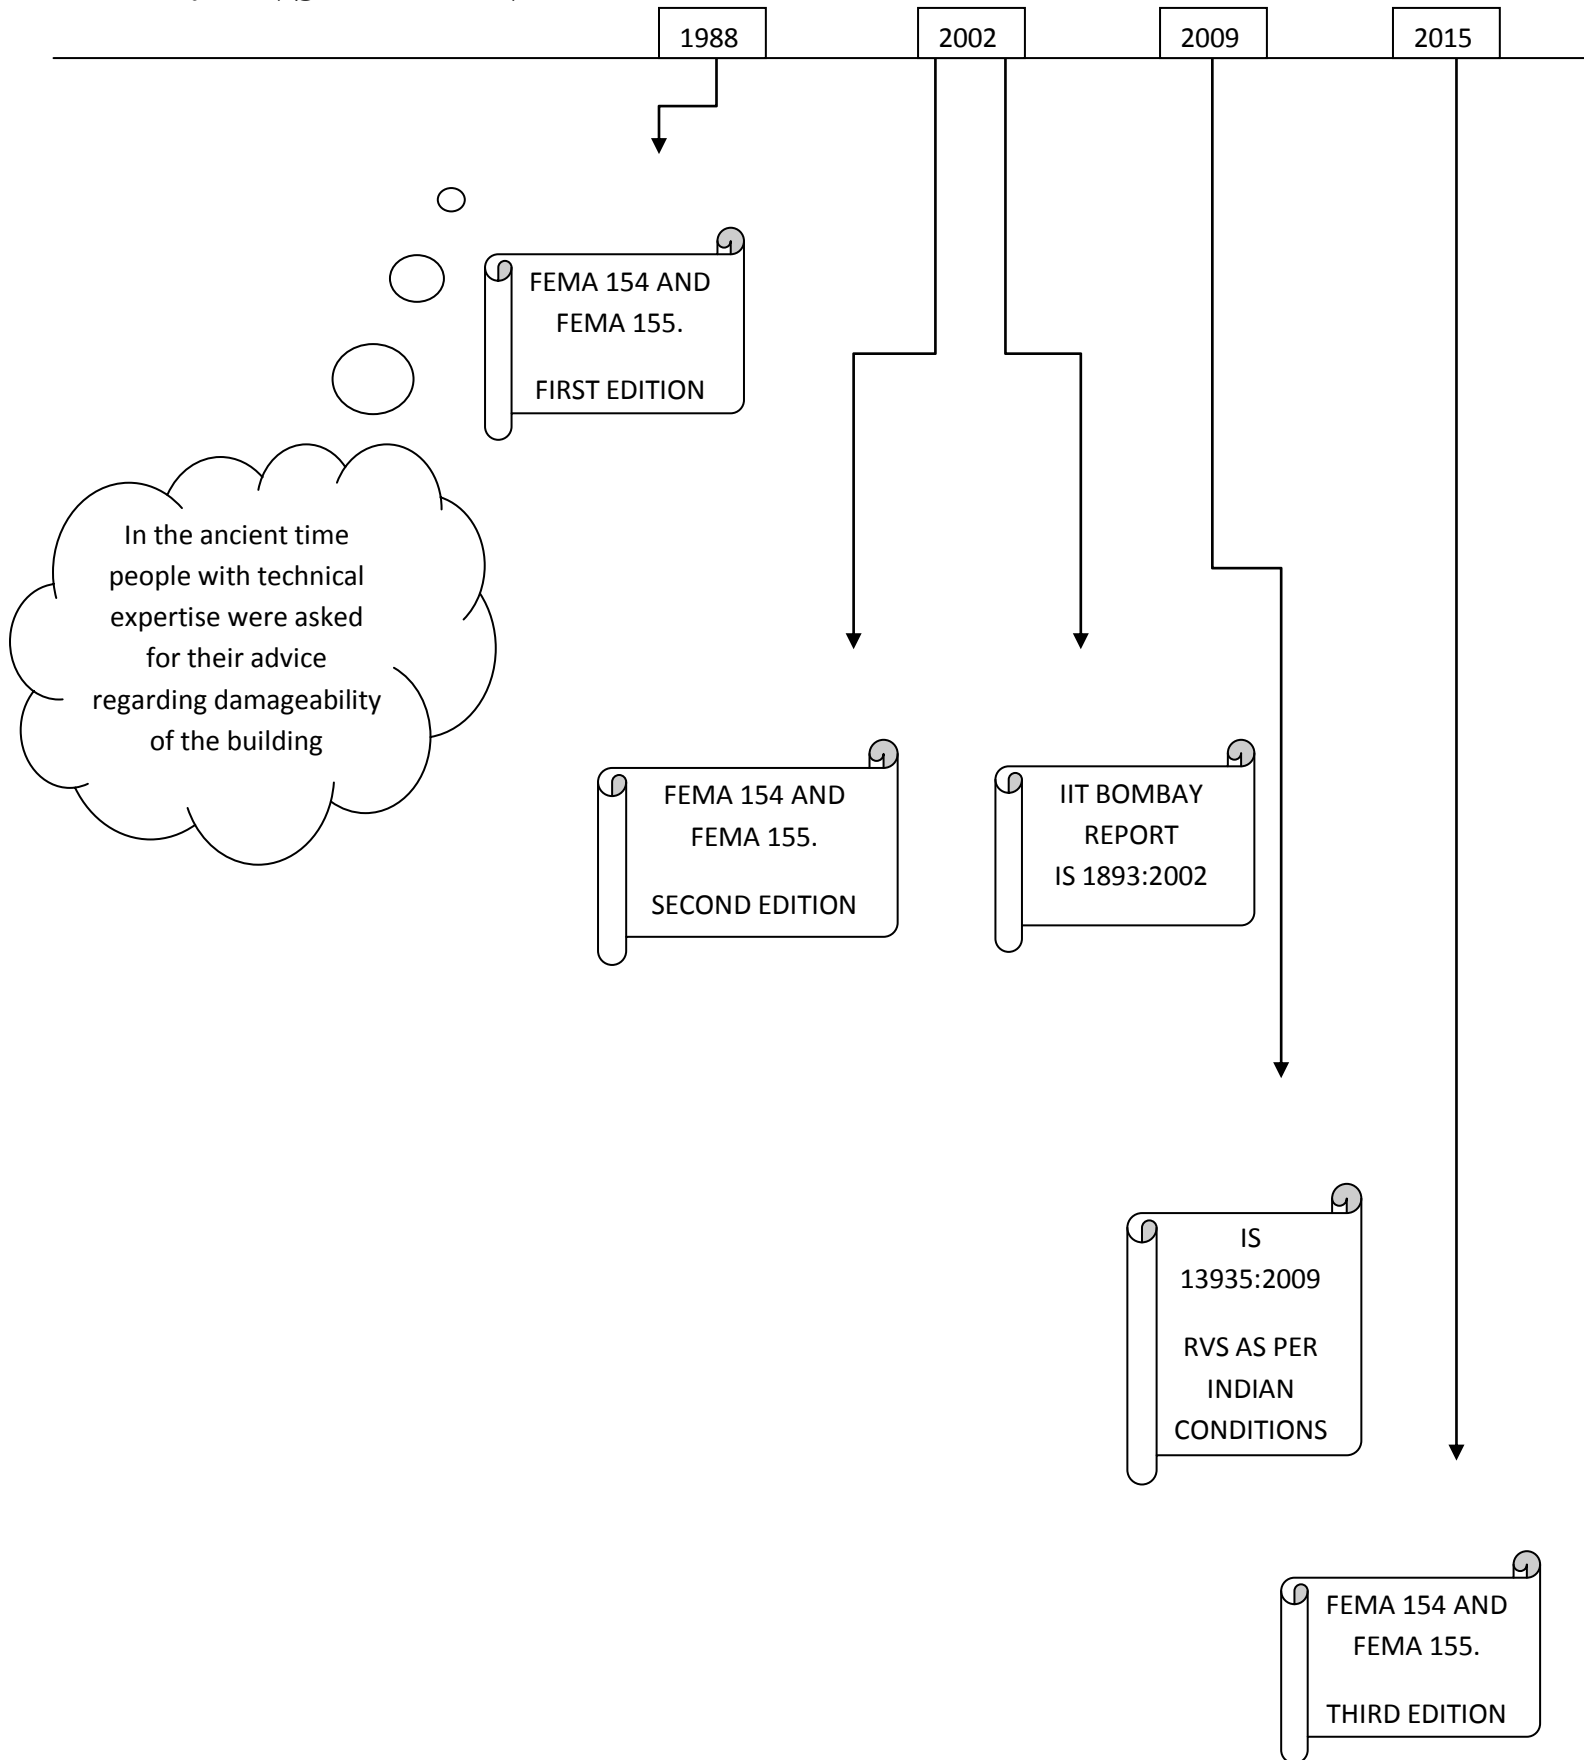 1988
2002
2009
2015
FEMA 154 AND
FEMA 155.
FIRST EDITION
In the ancient time
people with technical
expertise were asked
for their advice
regarding damageability
of the building
FEMA 154 AND
FEMA 155.
SECOND EDITION
IIT BOMBAY
REPORT
IS 1893:2002
IS
13935:2009
RVS AS PER
INDIAN
CONDITIONS
FEMA 154 AND
FEMA 155.
THIRD EDITION